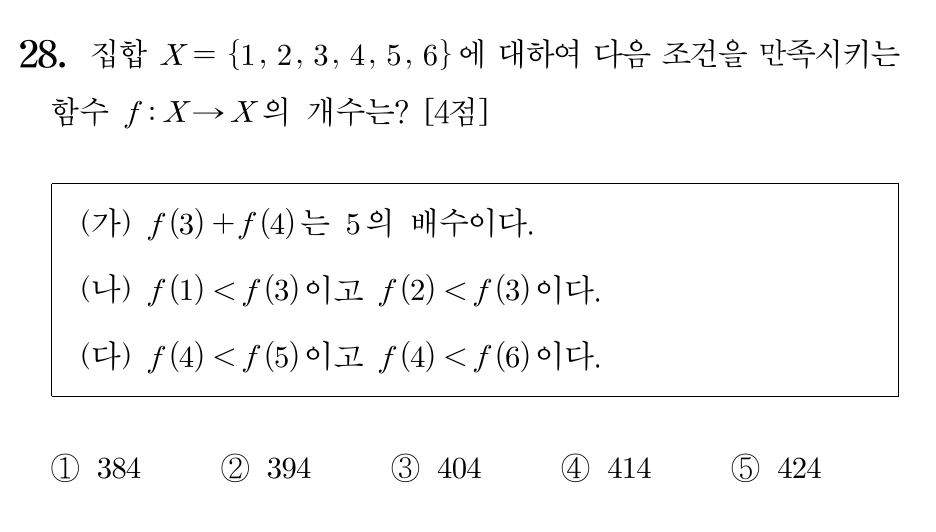 28. 집합 X = {1, 2, 3, 4, 5, 6}에 대하여 다음 조건을 만족시키는
함수 f : X → X의 개수는? [4점]
(가) f(3)+f(4)는 5의 배수이다.
(나) f(1) < f(3)이고 f(2) < f(3)이다.
(다) f(4) < f(5)이고 f(4) < f(6)이다.
① 384 ② 394 ③ 404 ④ 414 ⑤ 424